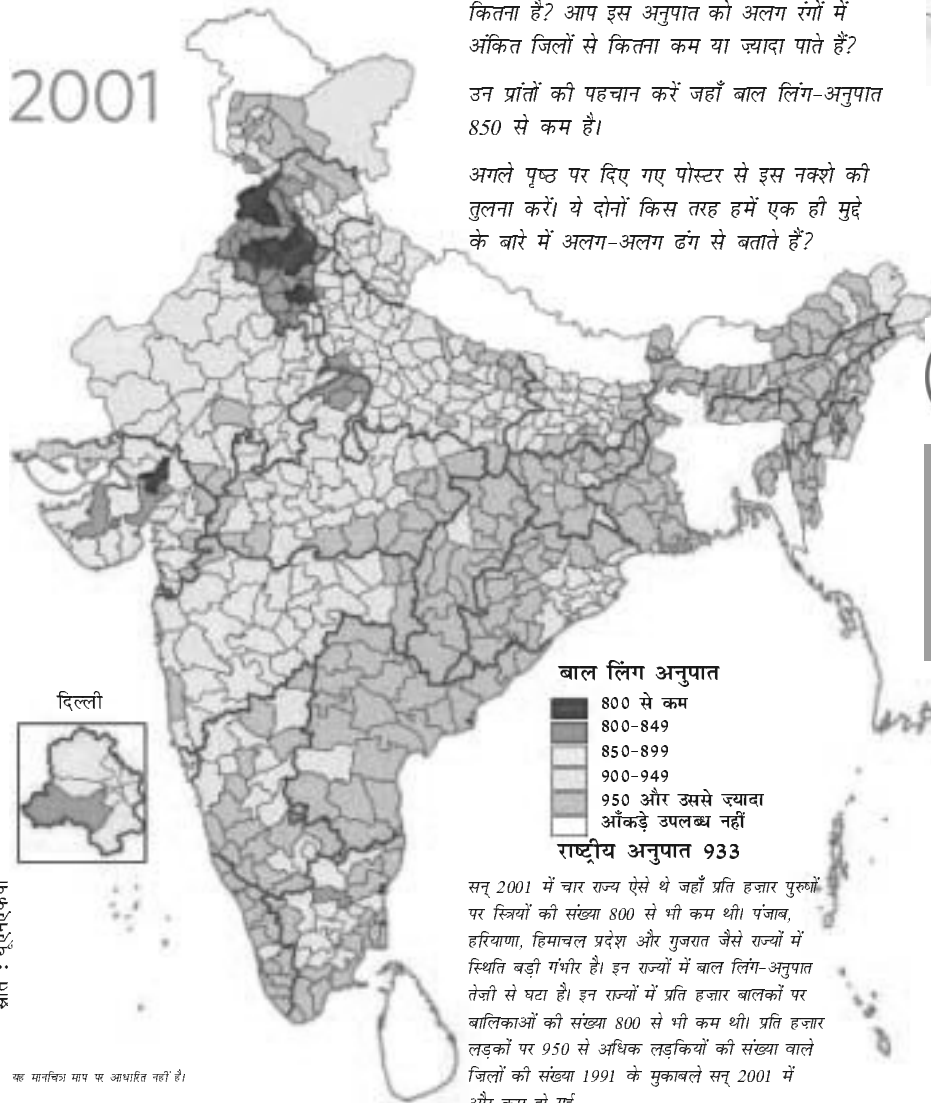 कितना है? आप इस अनुपात को अलग रंगों में
अंकित जिलों से कितना कम या ज़्यादा पाते हैं?
उन प्रांतों की पहचान करें जहाँ बाल लिंग-अनुपात
850 से कम है।
अगले पृष्ठ पर दिए गए पोस्टर से इस नक्शे की
तुलना करें। ये दोनों किस तरह हमें एक ही मुद्दे
के बारे में अलग-अलग ढंग से बताते हैं?
2001
दिल्ली
बाल लिंग अनुपात
800 से कम
800-849
850-899
900-949
950 और उससे ज़्यादा
आँकड़े उपलब्ध नहीं
राष्ट्रीय अनुपात 933
सन् 2001 में चार राज्य ऐसे थे जहाँ प्रति हज़ार पुरुषों
पर स्त्रियों की संख्या 800 से भी कम थी। पंजाब,
हरियाणा, हिमाचल प्रदेश और गुजरात जैसे राज्यों में
स्थिति बड़ी गंभीर है। इन राज्यों में बाल लिंग-अनुपात
तेज़ी से घटा है। इन राज्यों में प्रति हज़ार बालकों पर
बालिकाओं की संख्या 800 से भी कम थी। प्रति हज़ार
लड़कों पर 950 से अधिक लड़कियों की संख्या वाले
ज़िलों की संख्या 1991 के मुकाबले सन् 2001 में
और कम हो गई
स्रोत :
यह मानचित्र माप पर आधारित नहीं है।